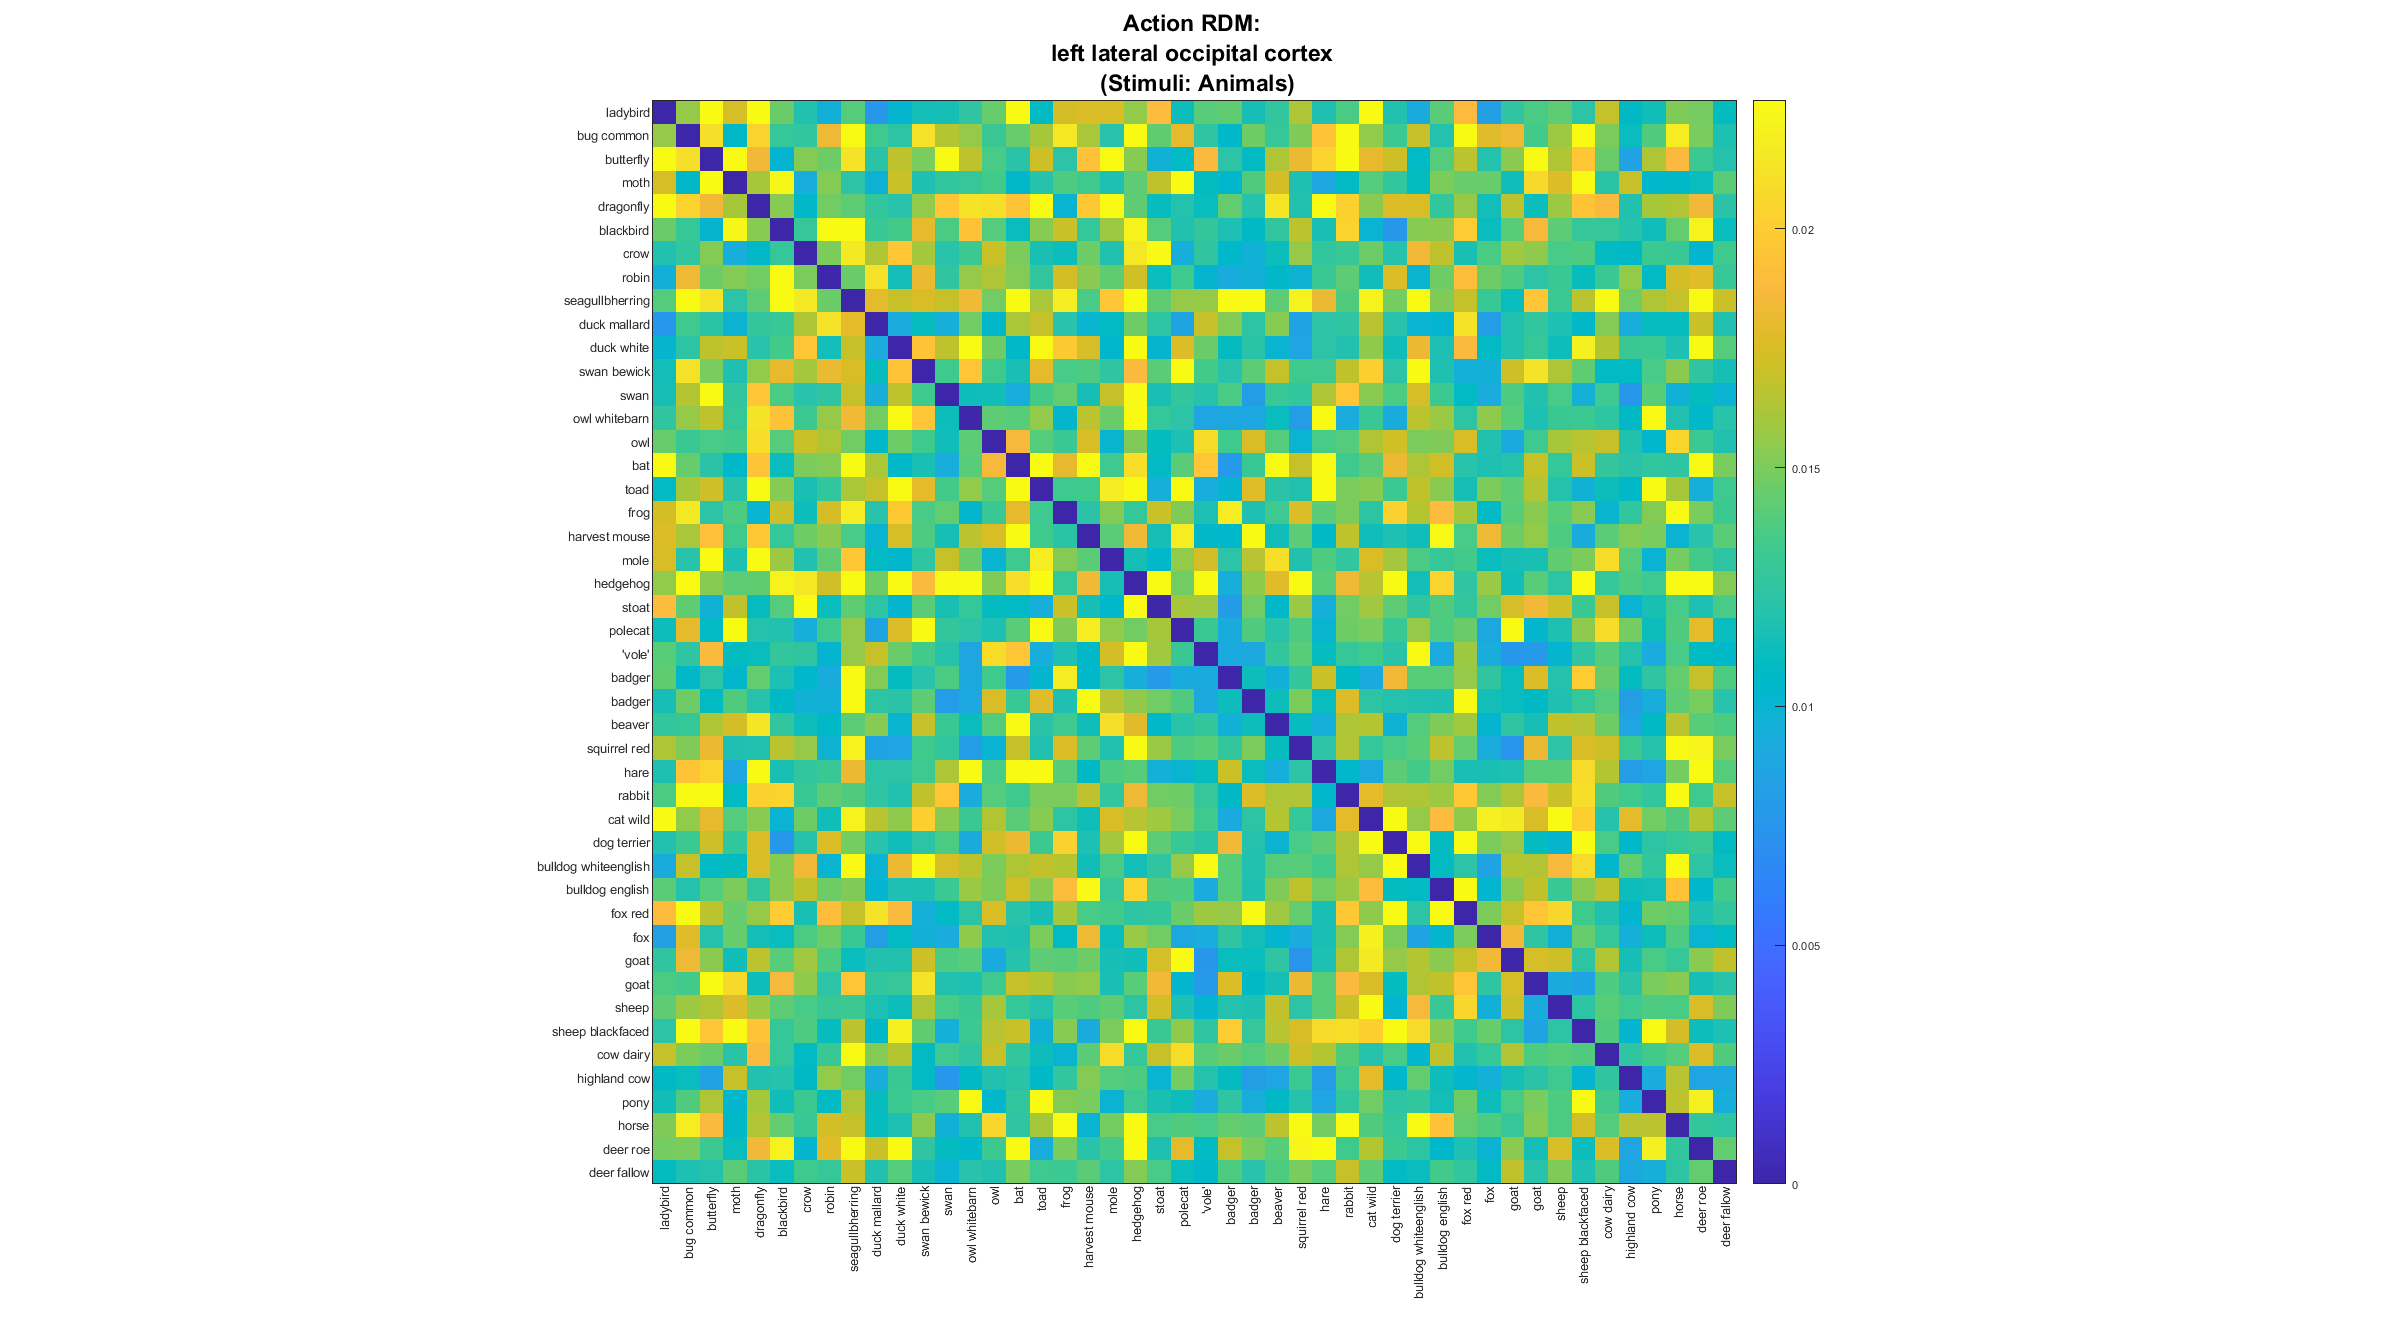 Action RDM:
left lateral occipital cortex
(Stimuli: Animals)
ladybird
bug common
butterfly
moth
dragonfly
blackbird
crow
robin
seagullbherring
duck mallard
duck white
swan bewick
swan
owl whitebarn
owl
bat
toad
frog
harvest mouse
mole
hedgehog
stoat
polecat
'vole'
badger
badger
beaver
squirrel red
hare
rabbit
cat wild
dog terrier
bulldog whiteenglish
bulldog english
fox red
fox
goat
goat
sheep
sheep blackfaced
cow dairy
highland cow
pony
horse
deer roe
deer fallow
ladybird
bug common
butterfly
moth
dragonfly
blackbird
crow
robin
seagullbherring
duck mallard
duck white
swan bewick
swan
owl whitebarn
owl
bat
toad
frog
harvest mouse
mole
hedgehog
stoat
polecat
'vole'
badger
badger
beaver
squirrel red
hare
rabbit
cat wild
dog terrier
bulldog whiteenglish
bulldog english
fox red
fox
goat
goat
sheep
sheep blackfaced
cow dairy
highland cow
pony
horse
deer roe
deer fallow
0.02
0.015
0.01
0.005
0